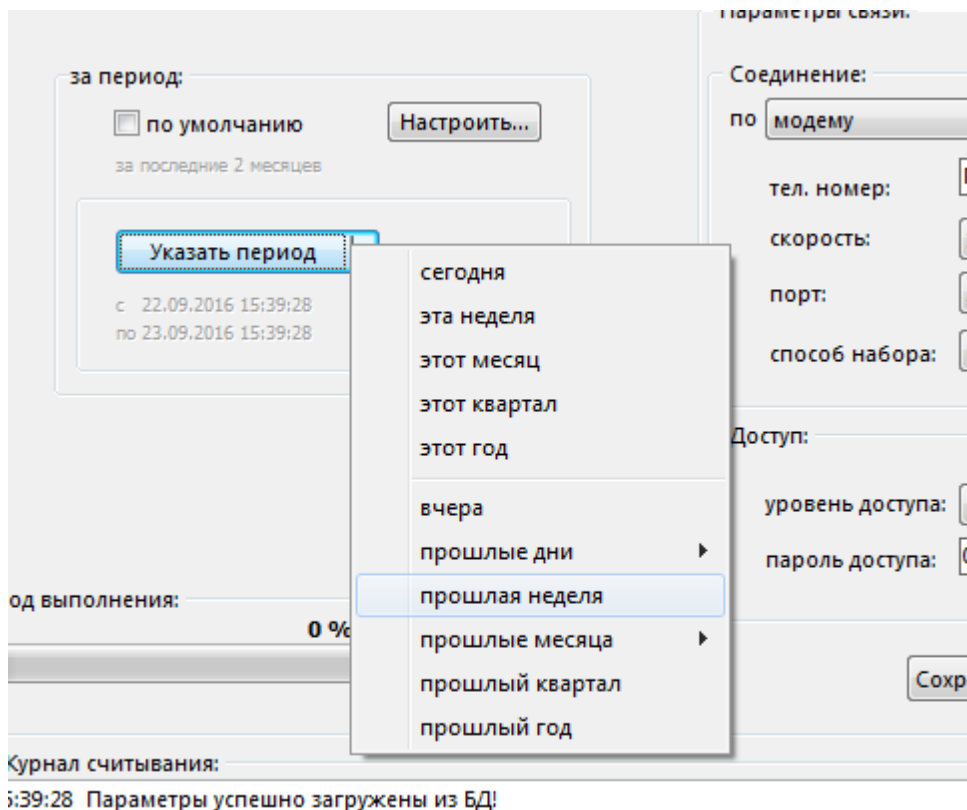 Параметры связи:
за период:
по умолчанию
Настроить...
за последние 2 месяцев
Указать период
с 22.09.2016 15:39:28
по 23.09.2016 15:39:28
сегодня
эта неделя
этот месяц
этот квартал
этот год
вчера
прошлые дни
прошлая неделя
прошлые месяца
прошлый квартал
прошлый год
Соединение:
по модему
тел. номер:
скорость:
порт:
способ набора:
Доступ:
уровень доступа:
пароль доступа:
од выполнения:
0 %
Сохр
Журнал считывания:
5:39:28 Параметры успешно загружены из БД!